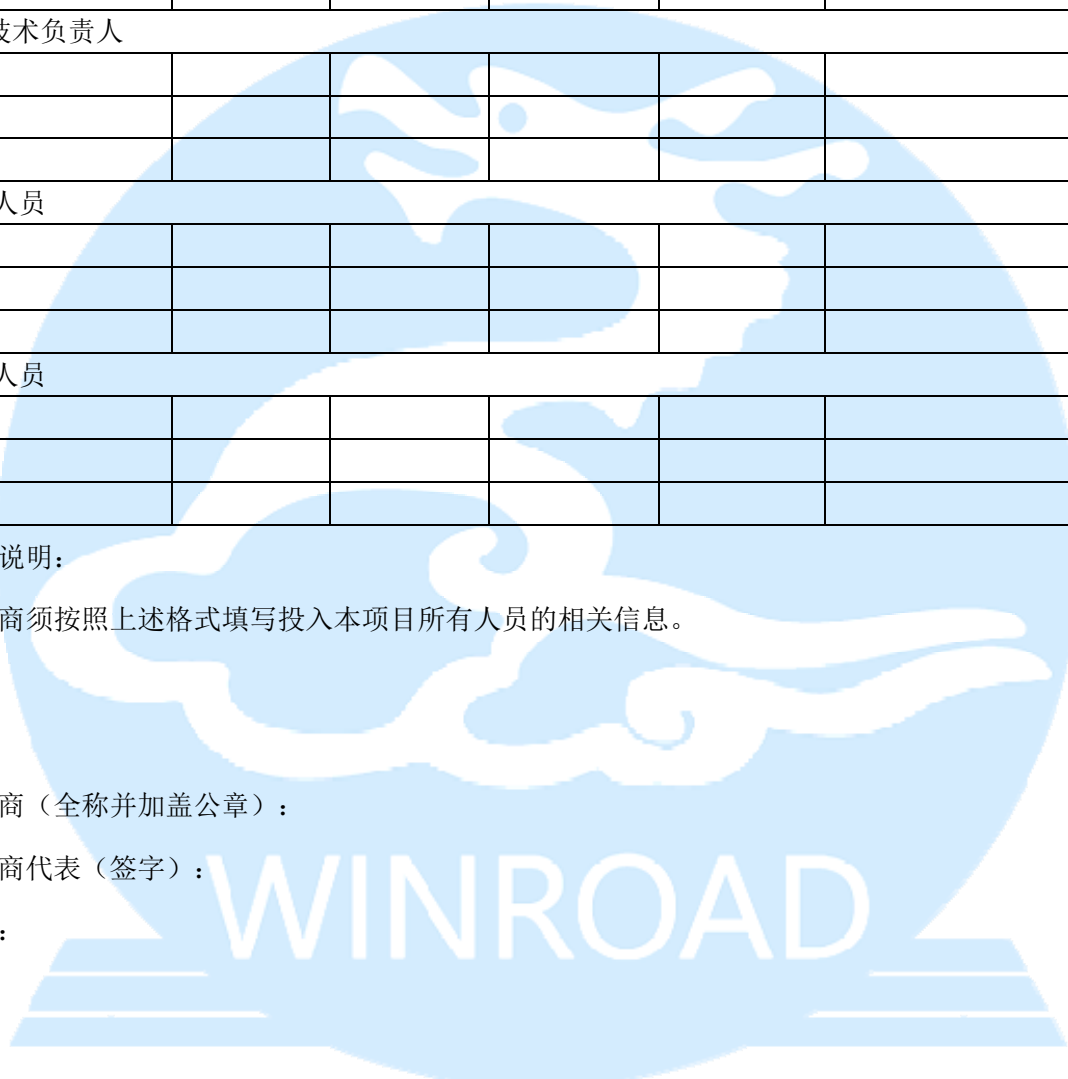 技术负责人
人员
人员
说明：
商须按照上述格式填写投入本项目所有人员的相关信息。
商（全称并加盖公章）：
商代表（签字）：
：
WINROAD